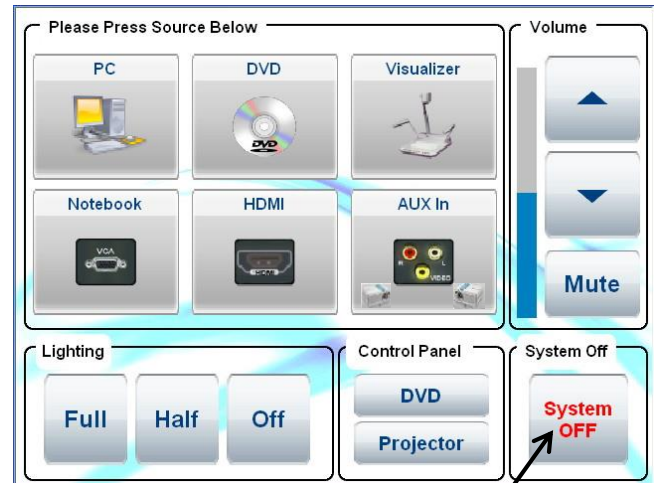 Please Press Source Below
Volume
PC
DVD
Visualizer
DVD
Notebook
HDMI
AUX In
VGA
HDMI
R
L
VIDEO
Mute
Lighting
Control Panel
System Off
Full
Half
Off
DVD
Projector
System
OFF